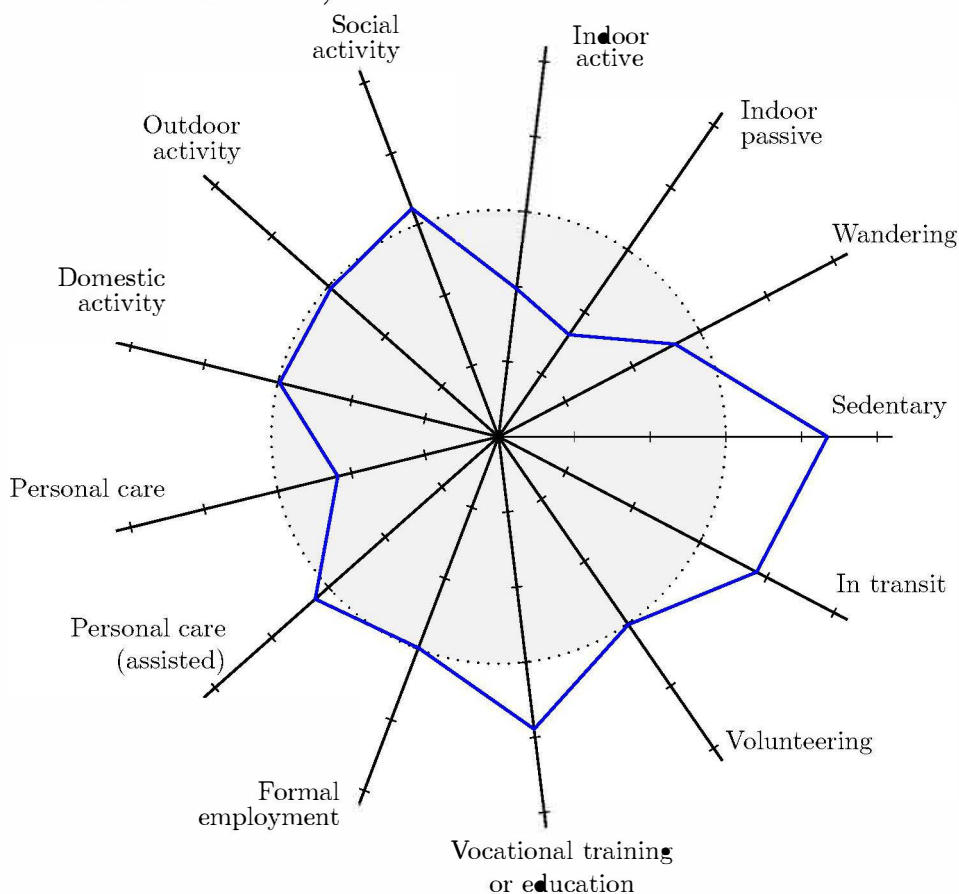 Social
activity
Indoor
active
Indoor
passive
Outdoor
activity
Wandering
Domestic
activity
Sedentary
Personal care
In transit
Personal care
(assisted)
Volunteering
Formal
employment
Vocational training
or education